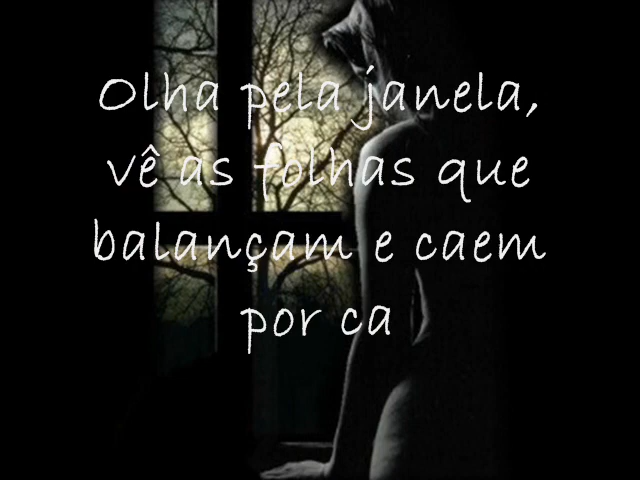 Olha pela janela,
vê as folhas que
balançam e caem
por ca